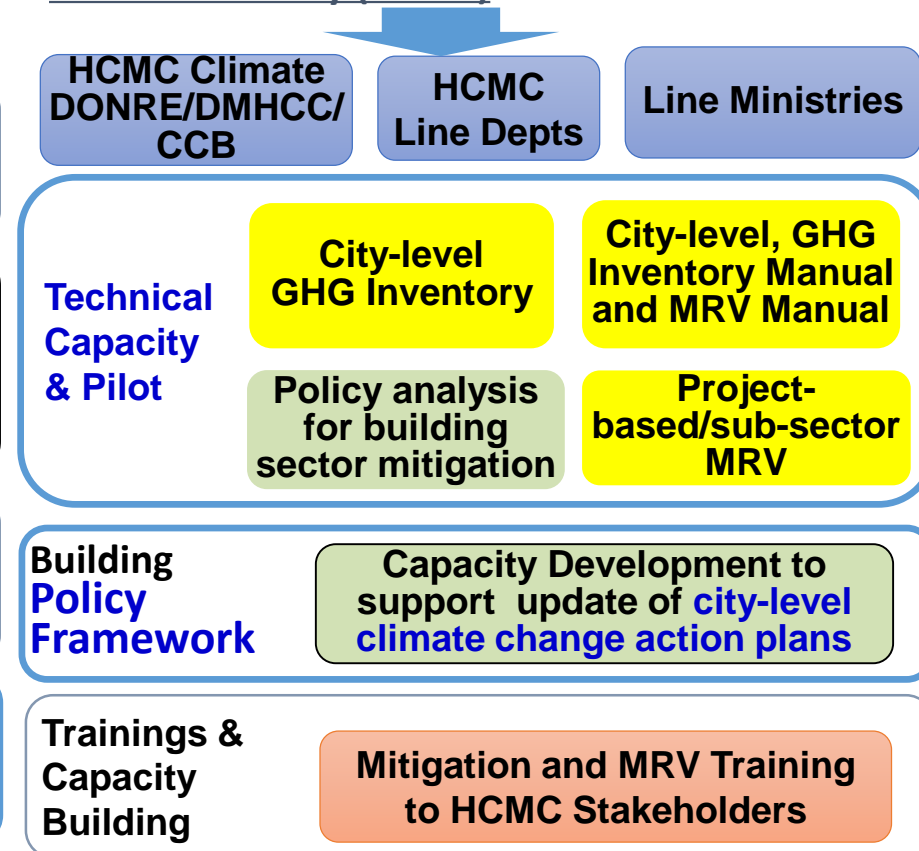 HCMC Climate
DONRE/DMHCC/
CCB
HCMC
Line Depts
Line Ministries
Technical
Capacity
& Pilot
City-level
GHG Inventory
City-level, GHG
Inventory Manual
and MRV Manual
Policy analysis
for building
sector mitigation
Project-
based/sub-sector
MRV
Building
Policy
Framework
Capacity Development to
support update of city-level
climate change action plans
Trainings &
Capacity
Building
Mitigation and MRV Training
to HCMC Stakeholders